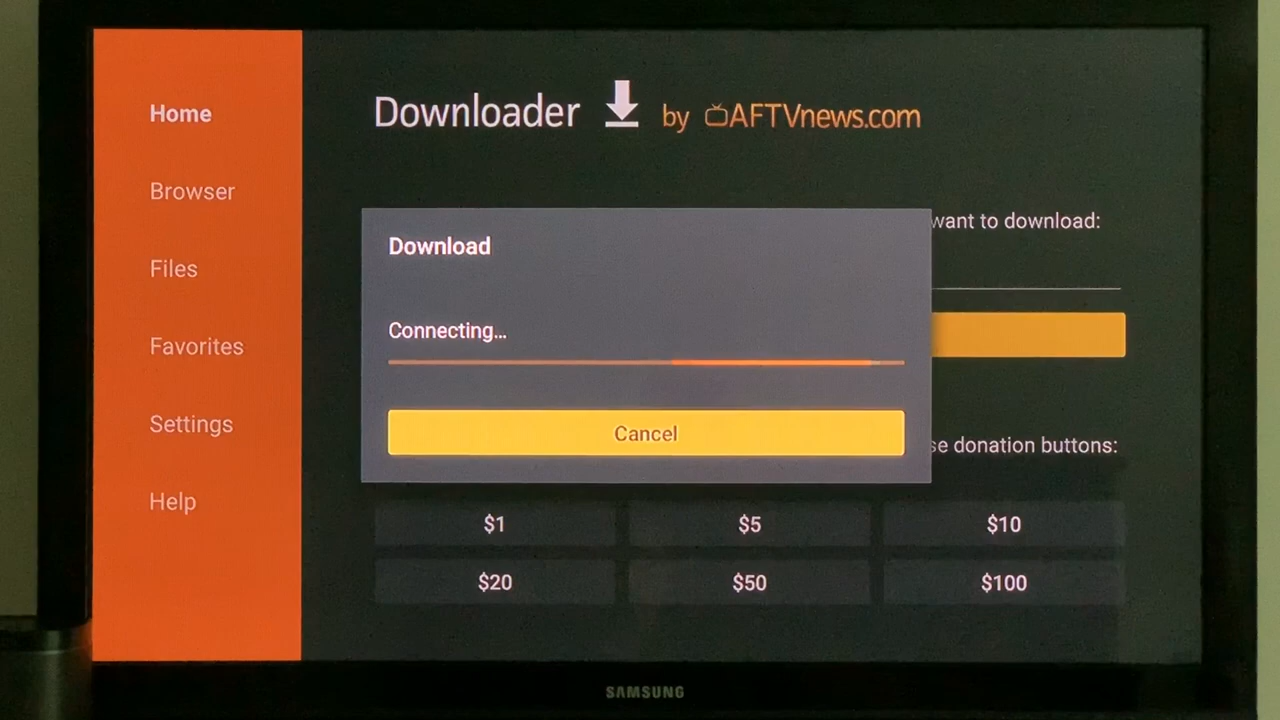 Home
Browser
Files
Favorites
Settings
Help
Downloader by AFTVnews.com
want to download:
Download
Connecting...
Cancel
se donation buttons:
$1 $5 $10
$20 $50 $100
SAMSUNG